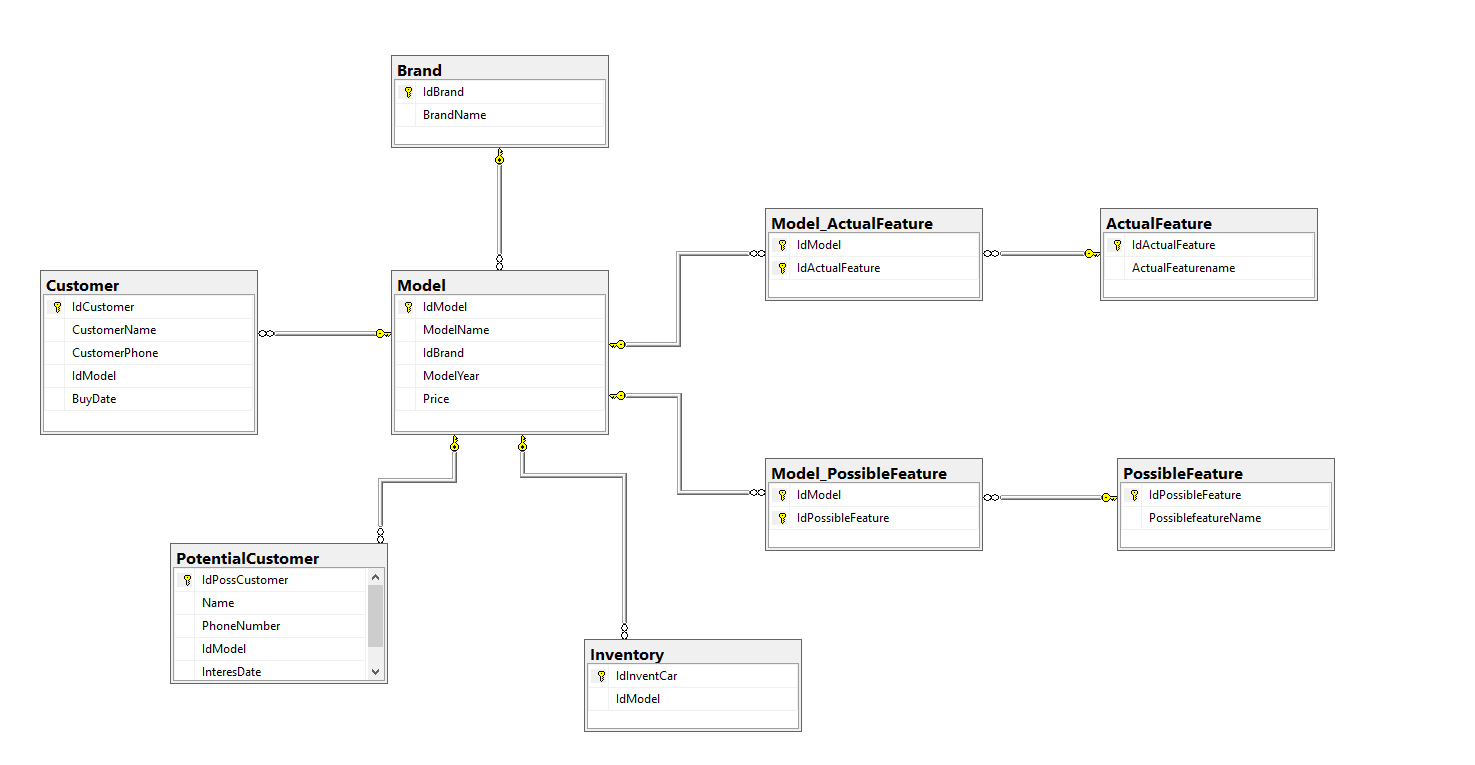 Brand
IdBrand
BrandName
Customer
IdCustomer
CustomerName
CustomerPhone
IdModel
BuyDate
Model
IdModel
ModelName
IdBrand
ModelYear
Price
Model_ActualFeature
IdModel
IdActualFeature
ActualFeature
IdActualFeature
ActualFeaturename
Model_PossibleFeature
IdModel
IdPossibleFeature
PossibleFeature
IdPossibleFeature
PossiblefeatureName
PotentialCustomer
IdPossCustomer
Name
PhoneNumber
IdModel
InteresDate
Inventory
IdInventCar
IdModel